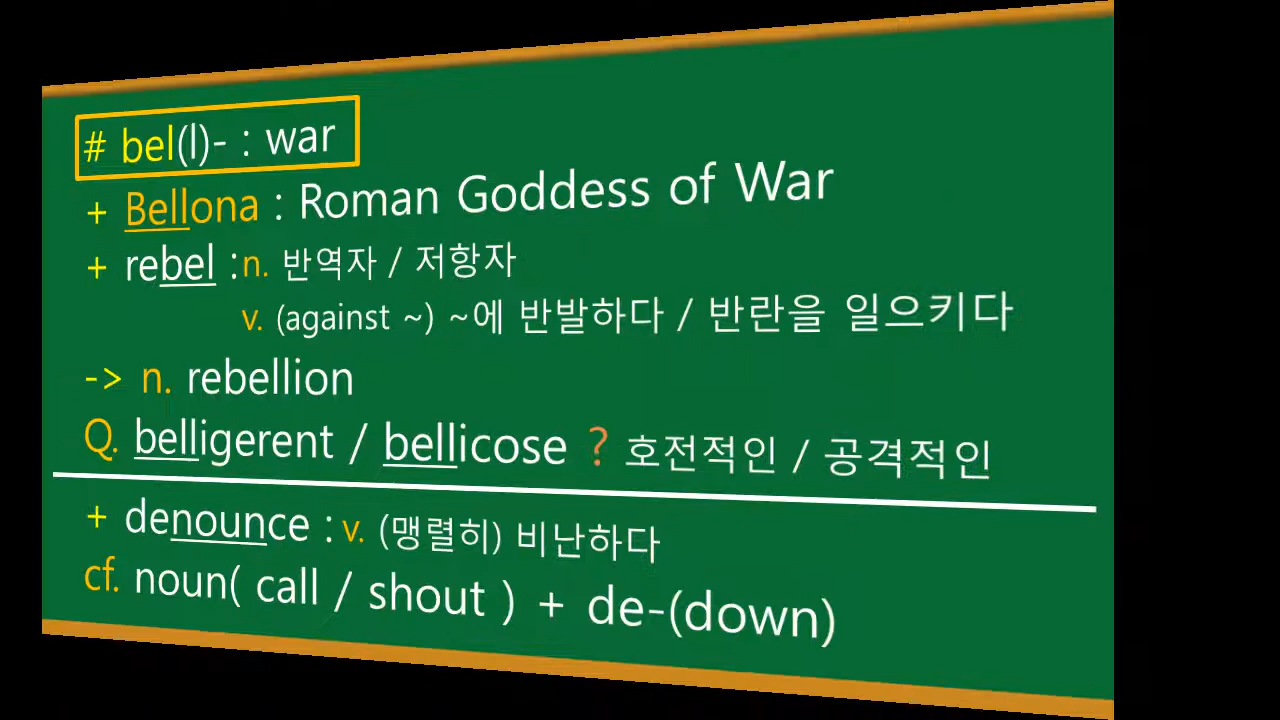 # bel(l)- : war
+ Bellona : Roman Goddess of War
+ rebel : n. 반역자 / 저항자
v. (against ~) ~에 반발하다 / 반란을 일으키다
-> n. rebellion
Q. belligerent / bellicose ? 호전적인 / 공격적인
+ denounce : v. (맹렬히) 비난하다
cf. noun( call / shout ) + de-(down)